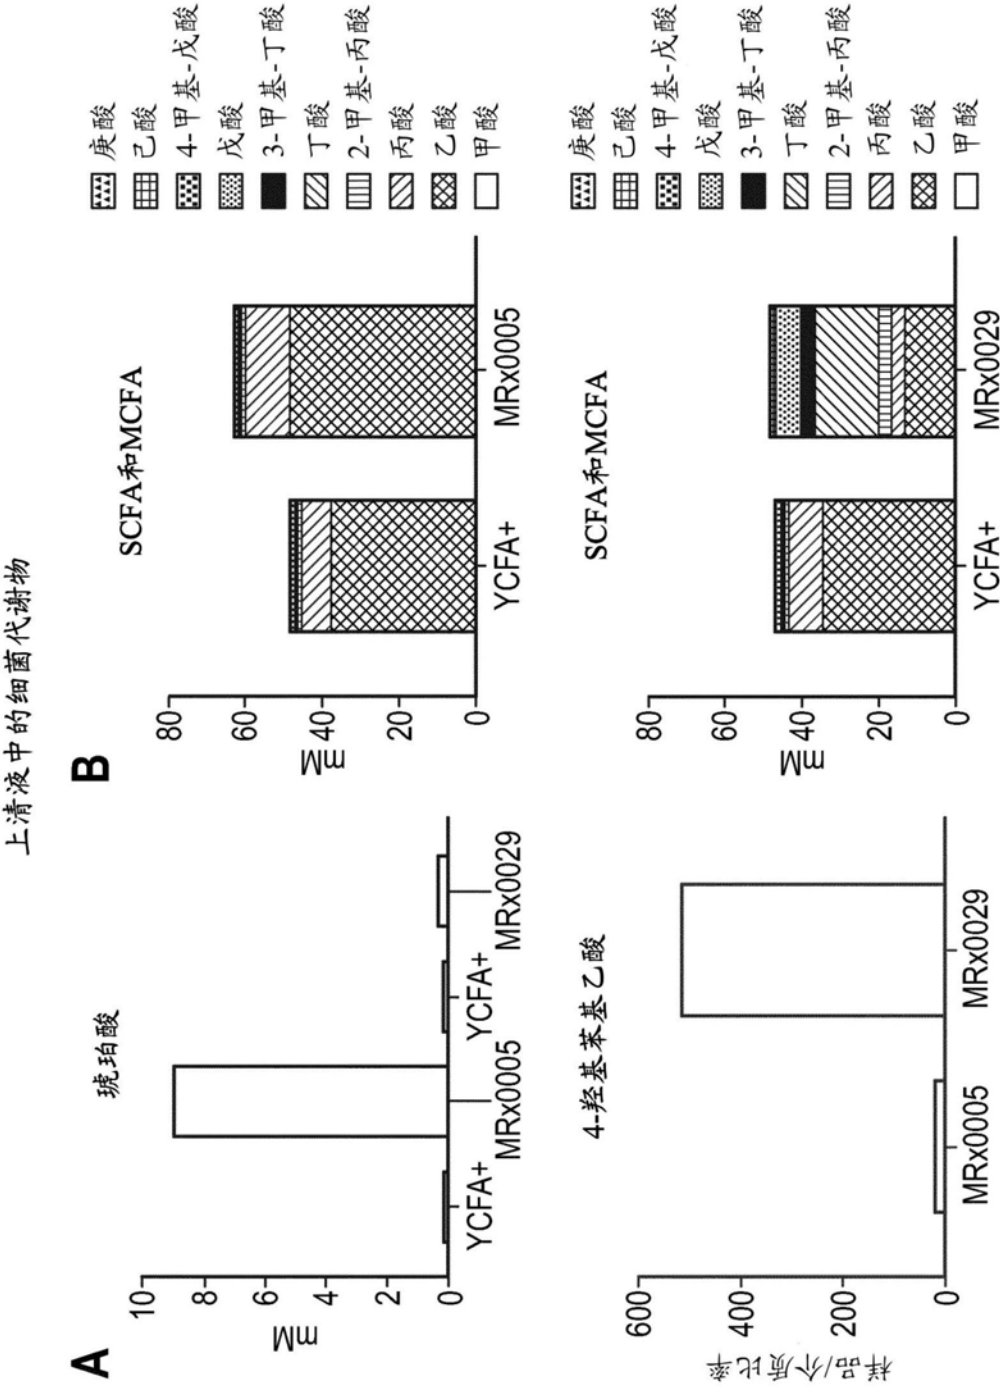 上清液中的细菌代谢物
A
琥珀酸
mM
10
8
6
4
2
0
YCFA+
MRx0005
YCFA+
MRx0029
4-羟基苯基乙酸
样品/介质比率
600
400
200
0
MRx0005
MRx0029
B
SCFA和MCFA
mM
80
60
40
20
0
YCFA+
MRx0005
庚酸
己酸
4-甲基-戊酸
戊酸
3-甲基-丁酸
丁酸
2-甲基-丙酸
丙酸
乙酸
甲酸
SCFA和MCFA
mM
80
60
40
20
0
YCFA+
MRx0029
庚酸
己酸
4-甲基-戊酸
戊酸
3-甲基-丁酸
丁酸
2-甲基-丙酸
丙酸
乙酸
甲酸